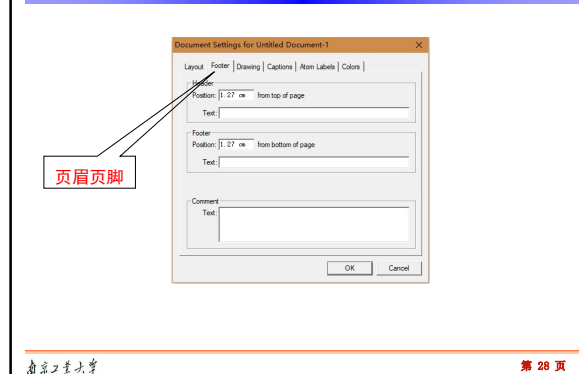 Document Settings for Untitled Document-1
Layout Footer Drawing Captions Atom Labels Colors
Header
Position: 1.27 cm from top of page
Text:
Footer
Position: 1.27 cm from bottom of page
Text:
页眉页脚
Comment
Text:
OK Cancel
南京工业大学 第 28 页